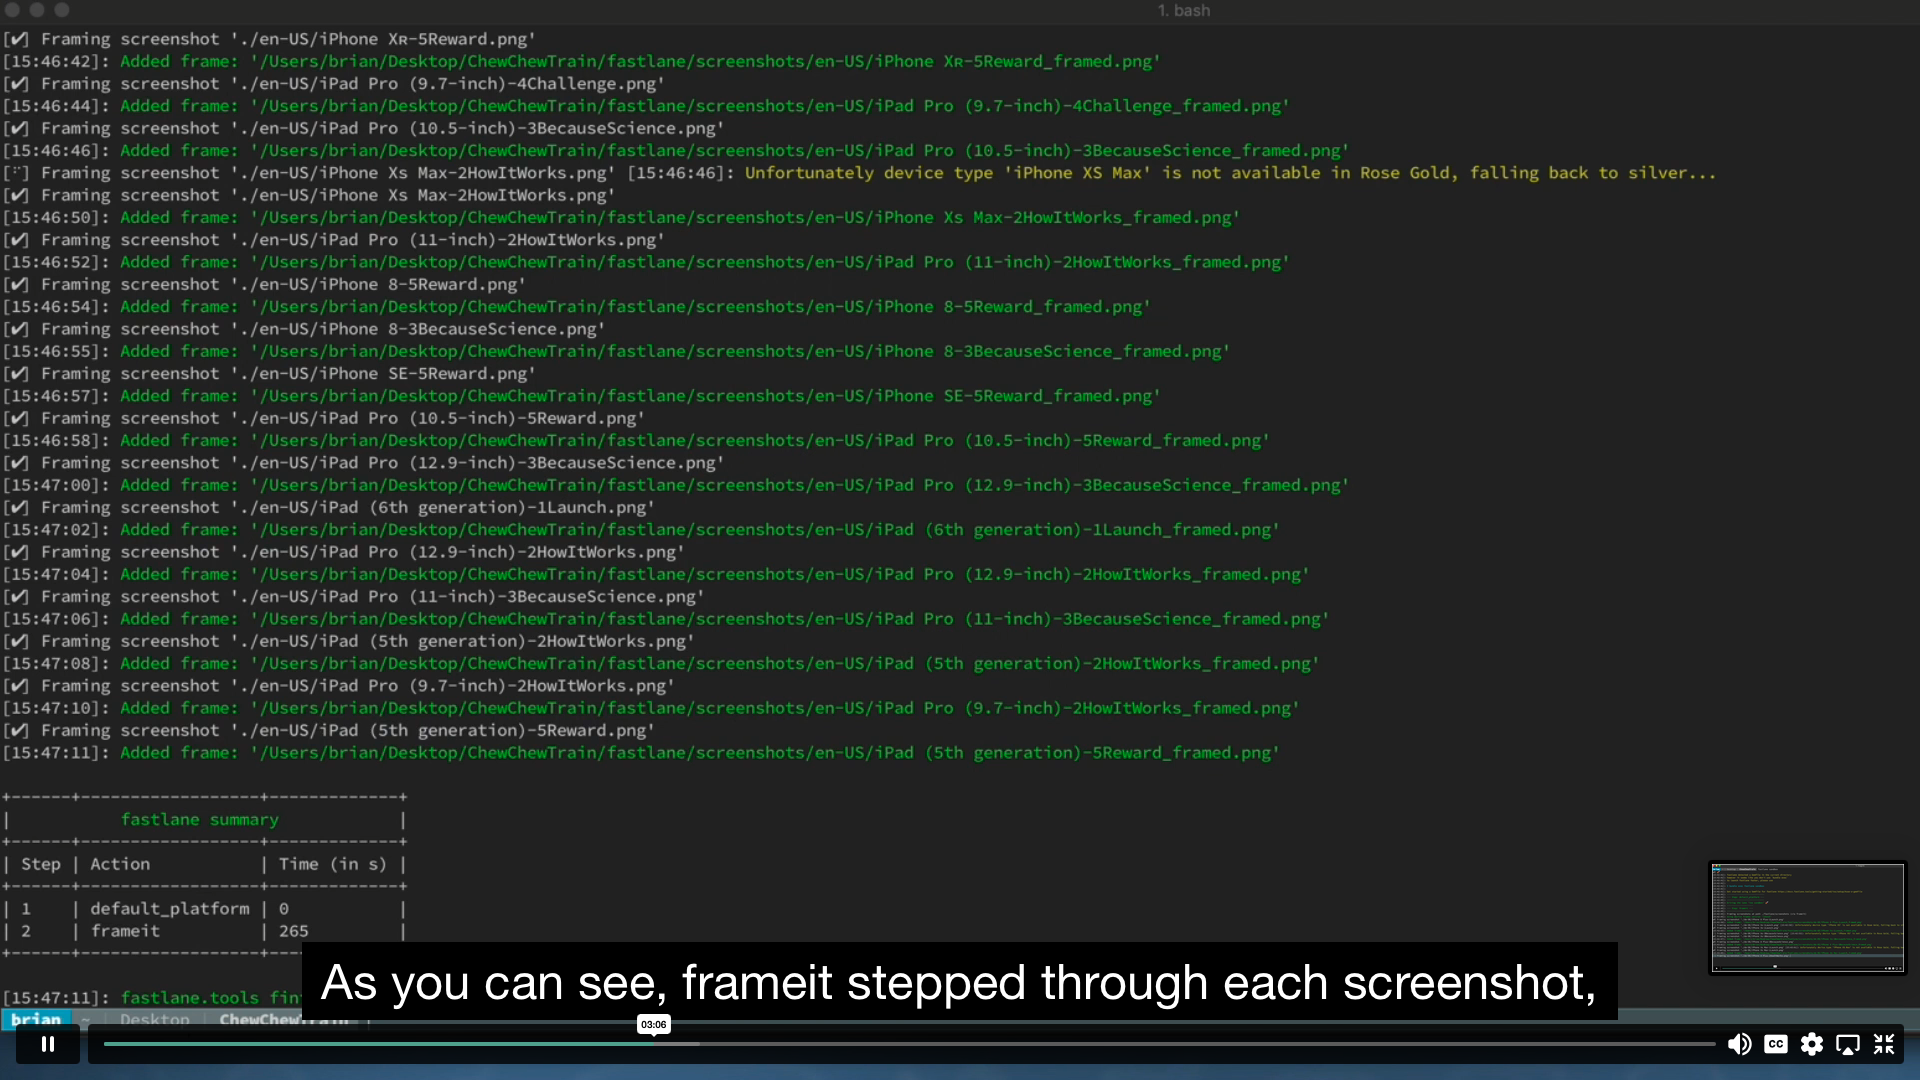 1. bash
[✔] Framing screenshot './en-US/iPhone Xʀ-5Reward.png'
[15:46:42]: Added frame: '/Users/brian/Desktop/ChewChewTrain/fastlane/screenshots/en-US/iPhone Xʀ-5Reward_framed.png'
[✔] Framing screenshot './en-US/iPad Pro (9.7-inch)-4Challenge.png'
[15:46:44]: Added frame: '/Users/brian/Desktop/ChewChewTrain/fastlane/screenshots/en-US/iPad Pro (9.7-inch)-4Challenge_framed.png'
[✔] Framing screenshot './en-US/iPad Pro (10.5-inch)-3BecauseScience.png'
[15:46:46]: Added frame: '/Users/brian/Desktop/ChewChewTrain/fastlane/screenshots/en-US/iPad Pro (10.5-inch)-3BecauseScience_framed.png'
[⠋] Framing screenshot './en-US/iPhone Xs Max-2HowItWorks.png' [15:46:46]: Unfortunately device type 'iPhone XS Max' is not available in Rose Gold, falling back to silver...
[✔] Framing screenshot './en-US/iPhone Xs Max-2HowItWorks.png'
[15:46:50]: Added frame: '/Users/brian/Desktop/ChewChewTrain/fastlane/screenshots/en-US/iPhone Xs Max-2HowItWorks_framed.png'
[✔] Framing screenshot './en-US/iPad Pro (11-inch)-2HowItWorks.png'
[15:46:52]: Added frame: '/Users/brian/Desktop/ChewChewTrain/fastlane/screenshots/en-US/iPad Pro (11-inch)-2HowItWorks_framed.png'
[✔] Framing screenshot './en-US/iPhone 8-5Reward.png'
[15:46:54]: Added frame: '/Users/brian/Desktop/ChewChewTrain/fastlane/screenshots/en-US/iPhone 8-5Reward_framed.png'
[✔] Framing screenshot './en-US/iPhone 8-3BecauseScience.png'
[15:46:55]: Added frame: '/Users/brian/Desktop/ChewChewTrain/fastlane/screenshots/en-US/iPhone 8-3BecauseScience_framed.png'
[✔] Framing screenshot './en-US/iPhone SE-5Reward.png'
[15:46:57]: Added frame: '/Users/brian/Desktop/ChewChewTrain/fastlane/screenshots/en-US/iPhone SE-5Reward_framed.png'
[✔] Framing screenshot './en-US/iPad Pro (10.5-inch)-5Reward.png'
[15:46:58]: Added frame: '/Users/brian/Desktop/ChewChewTrain/fastlane/screenshots/en-US/iPad Pro (10.5-inch)-5Reward_framed.png'
[✔] Framing screenshot './en-US/iPad Pro (12.9-inch)-3BecauseScience.png'
[15:47:00]: Added frame: '/Users/brian/Desktop/ChewChewTrain/fastlane/screenshots/en-US/iPad Pro (12.9-inch)-3BecauseScience_framed.png'
[✔] Framing screenshot './en-US/iPad (6th generation)-1Launch.png'
[15:47:02]: Added frame: '/Users/brian/Desktop/ChewChewTrain/fastlane/screenshots/en-US/iPad (6th generation)-1Launch_framed.png'
[✔] Framing screenshot './en-US/iPad Pro (12.9-inch)-2HowItWorks.png'
[15:47:04]: Added frame: '/Users/brian/Desktop/ChewChewTrain/fastlane/screenshots/en-US/iPad Pro (12.9-inch)-2HowItWorks_framed.png'
[✔] Framing screenshot './en-US/iPad Pro (11-inch)-3BecauseScience.png'
[15:47:06]: Added frame: '/Users/brian/Desktop/ChewChewTrain/fastlane/screenshots/en-US/iPad Pro (11-inch)-3BecauseScience_framed.png'
[✔] Framing screenshot './en-US/iPad (5th generation)-2HowItWorks.png'
[15:47:08]: Added frame: '/Users/brian/Desktop/ChewChewTrain/fastlane/screenshots/en-US/iPad (5th generation)-2HowItWorks_framed.png'
[✔] Framing screenshot './en-US/iPad Pro (9.7-inch)-2HowItWorks.png'
[15:47:10]: Added frame: '/Users/brian/Desktop/ChewChewTrain/fastlane/screenshots/en-US/iPad Pro (9.7-inch)-2HowItWorks_framed.png'
[✔] Framing screenshot './en-US/iPad (5th generation)-5Reward.png'
[15:47:11]: Added frame: '/Users/brian/Desktop/ChewChewTrain/fastlane/screenshots/en-US/iPad (5th generation)-5Reward_framed.png'
+------+------------------+-------------+
| fastlane summary |
+------+------------------+-------------+
| Step | Action | Time (in s) |
+------+------------------+-------------+
| 1 | default_platform | 0 |
| 2 | frameit | 265 |
+------+------------------+-------------+
As you can see, frameit stepped through each screenshot,
[15:47:11]: fastlane.tools fin
brian ~ Desktop ChewChewTrain
03:06
CC